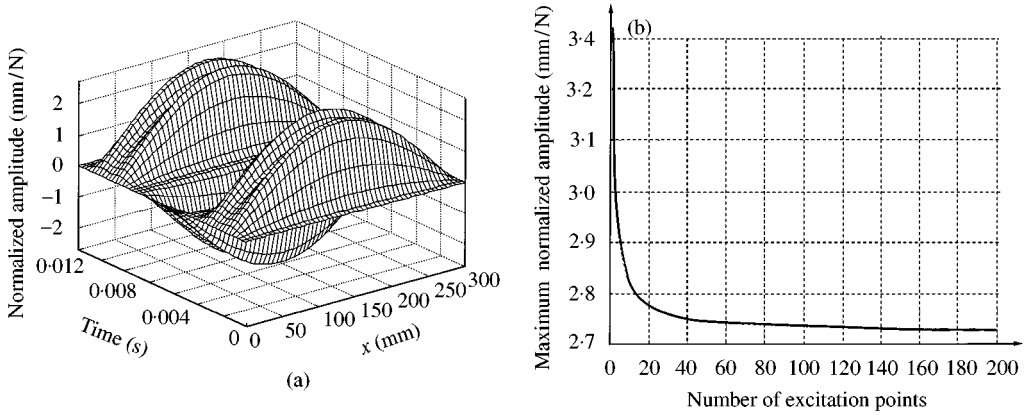 Normalized amplitude (mm/N)
2
1
0
−1
−2
0·012
0·008
0·004
0
Time (s)
0
50
100
150
200
250
300
x (mm)
(a)
(b)
Maximum normalized amplitude (mm/N)
3·4
3·2
3·1
3·0
2·9
2·8
2·7
0 20 40 60 80 100 120 140 160 180 200
Number of excitation points